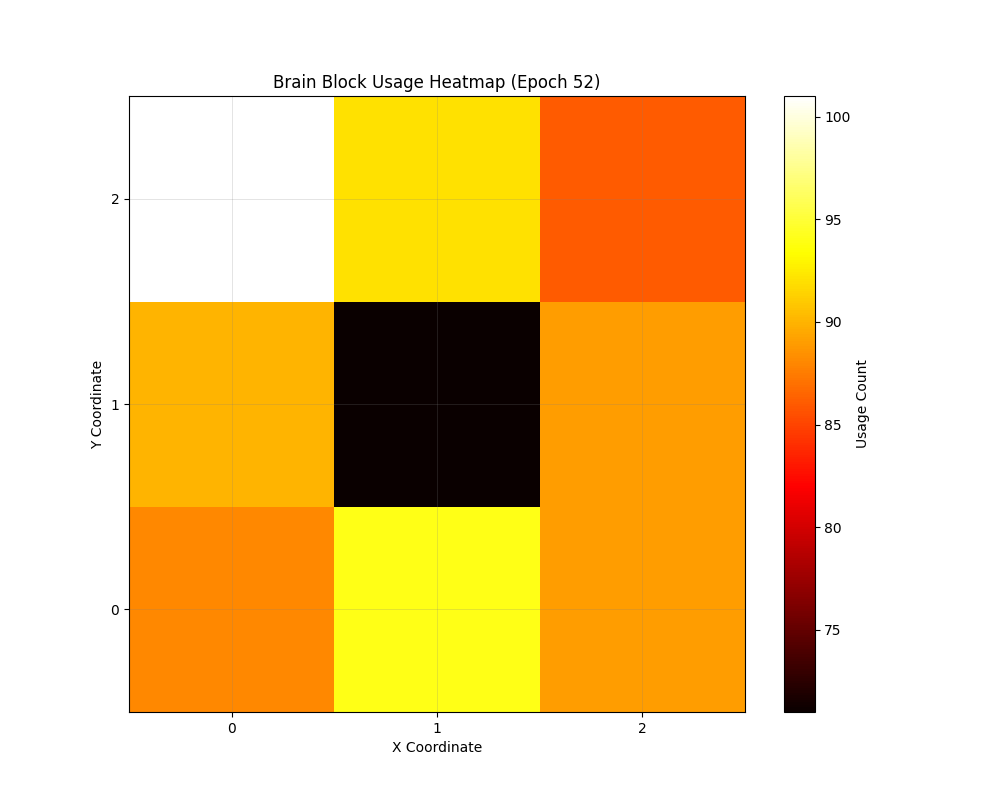 Brain Block Usage Heatmap (Epoch 52)
2
1
0
Y Coordinate
0 1 2
X Coordinate
100
95
90
85
80
75
Usage Count